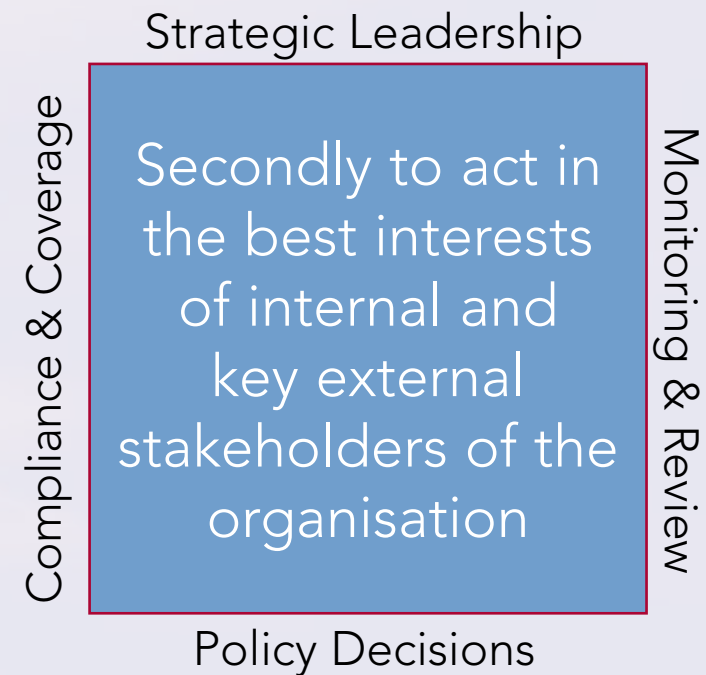 Strategic Leadership
Compliance & Coverage
Secondly to act in
the best interests
of internal and
key external
stakeholders of the
organisation
Monitoring & Review
Policy Decisions